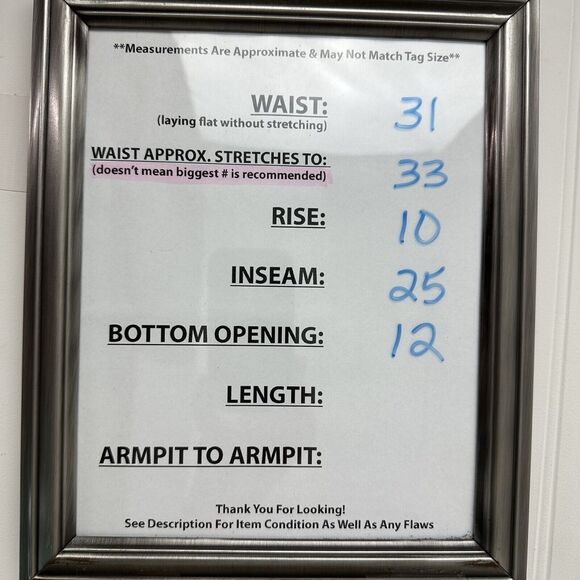 **Measurements Are Approximate & May Not Match Tag Size**
WAIST: 31
(laying flat without stretching)
WAIST APPROX. STRETCHES TO: 33
(doesn't mean biggest # is recommended)
RISE: 10
INSEAM: 25
BOTTOM OPENING: 12
LENGTH:
ARMPIT TO ARMPIT:
Thank You For Looking!
See Description For Item Condition As Well As Any Flaws